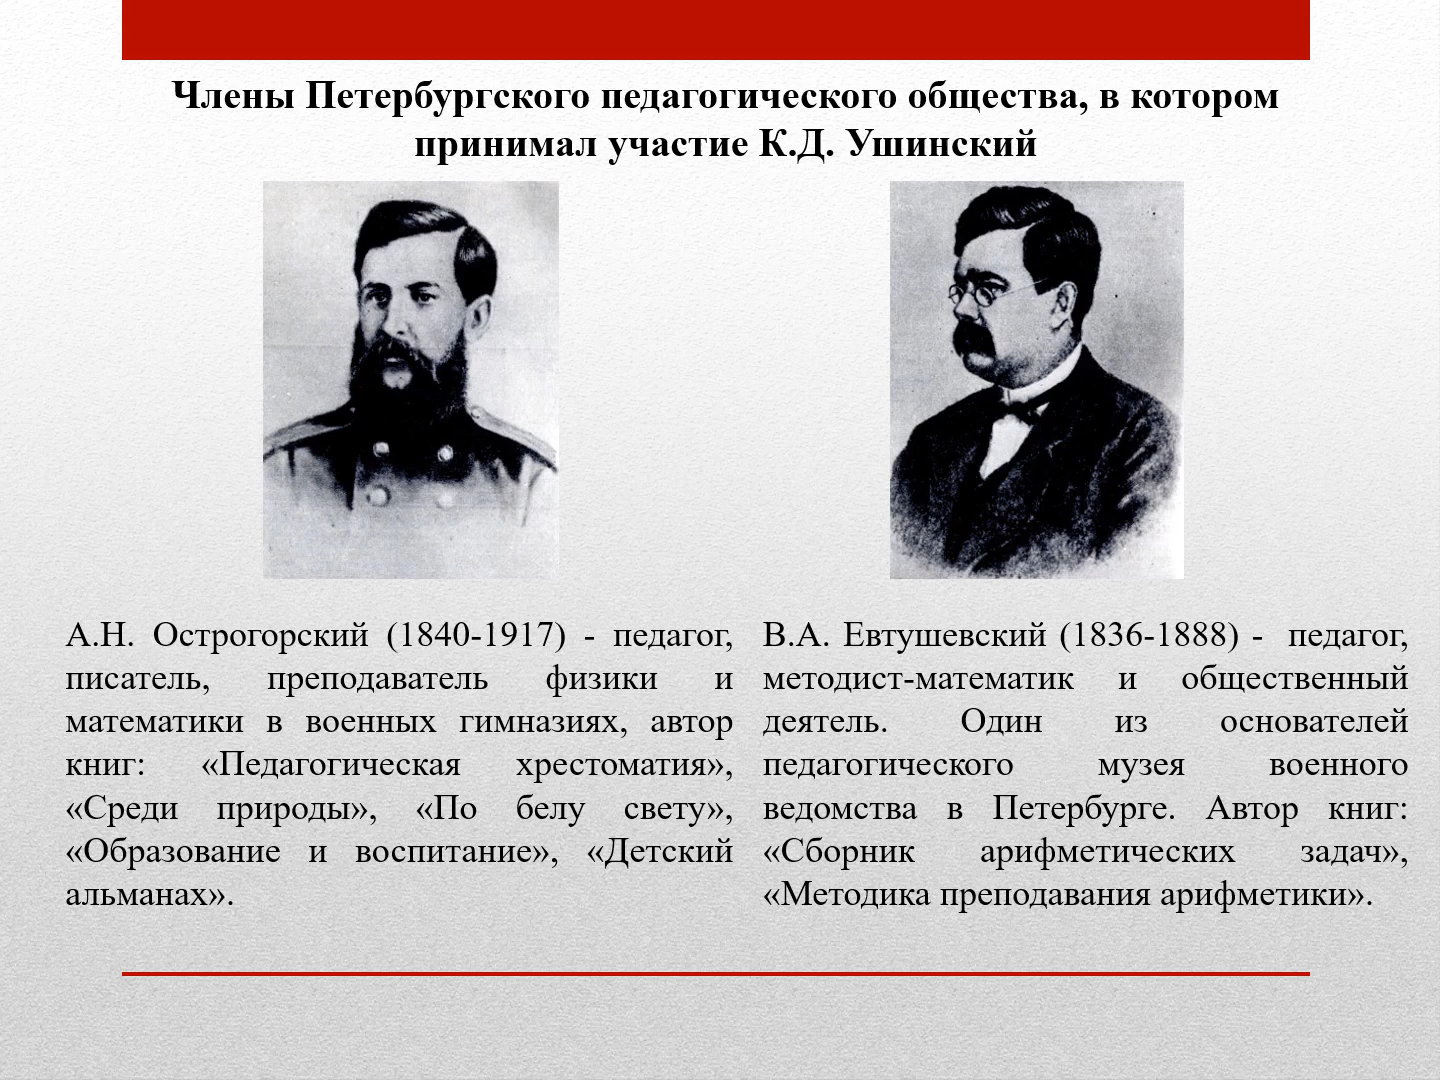 Члены Петербургского педагогического общества, в котором
принимал участие К.Д. Ушинский
А.Н. Острогорский (1840-1917) - педагог,
писатель, преподаватель физики и
математики в военных гимназиях, автор
книг: «Педагогическая хрестоматия»,
«Среди природы», «По белу свету»,
«Образование и воспитание», «Детский
альманах».
В.А. Евтушевский (1836-1888) - педагог,
методист-математик и общественный
деятель. Один из основателей
педагогического музея военного
ведомства в Петербурге. Автор книг:
«Сборник арифметических задач»,
«Методика преподавания арифметики».